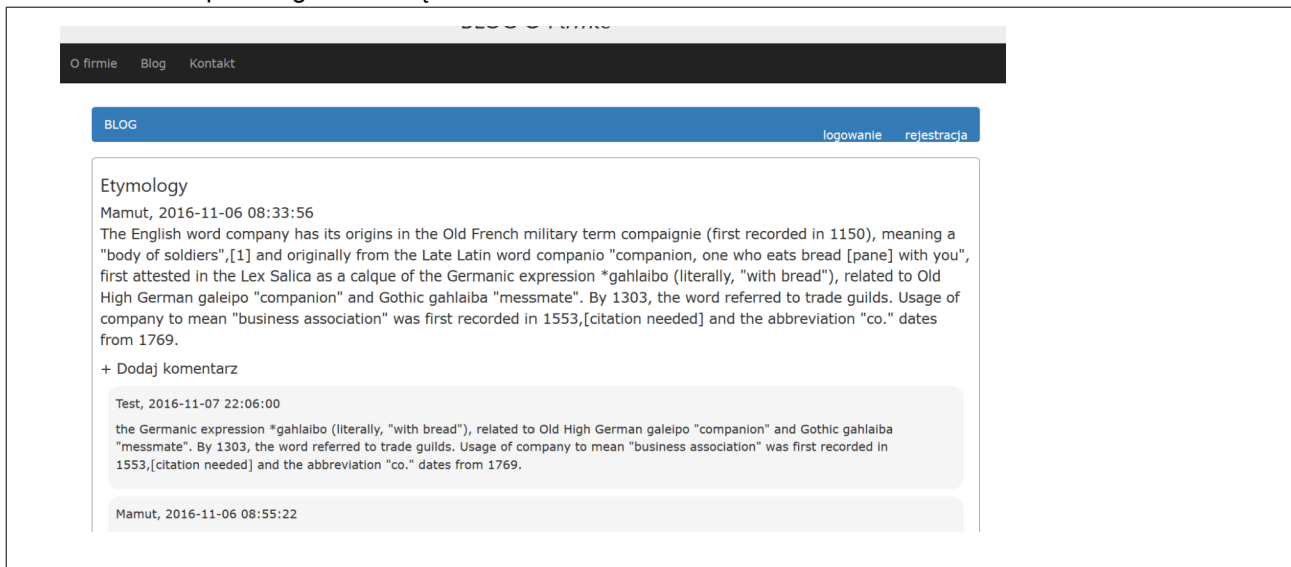 O firmie Blog Kontakt
BLOG
logowanie rejestracja
Etymology
Mamut, 2016-11-06 08:33:56
The English word company has its origins in the Old French military term compaignie (first recorded in 1150), meaning a
"body of soldiers",[1] and originally from the Late Latin word companio "companion, one who eats bread [pane] with you",
first attested in the Lex Salica as a calque of the Germanic expression *gahlaibo (literally, "with bread"), related to Old
High German galeipo "companion" and Gothic gahlaiba "messmate". By 1303, the word referred to trade guilds. Usage of
company to mean "business association" was first recorded in 1553,[citation needed] and the abbreviation "co." dates
from 1769.
+ Dodaj komentarz
Test, 2016-11-07 22:06:00
the Germanic expression *gahlaibo (literally, "with bread"), related to Old High German galeipo "companion" and Gothic gahlaiba
"messmate". By 1303, the word referred to trade guilds. Usage of company to mean "business association" was first recorded in
1553,[citation needed] and the abbreviation "co." dates from 1769.
Mamut, 2016-11-06 08:55:22